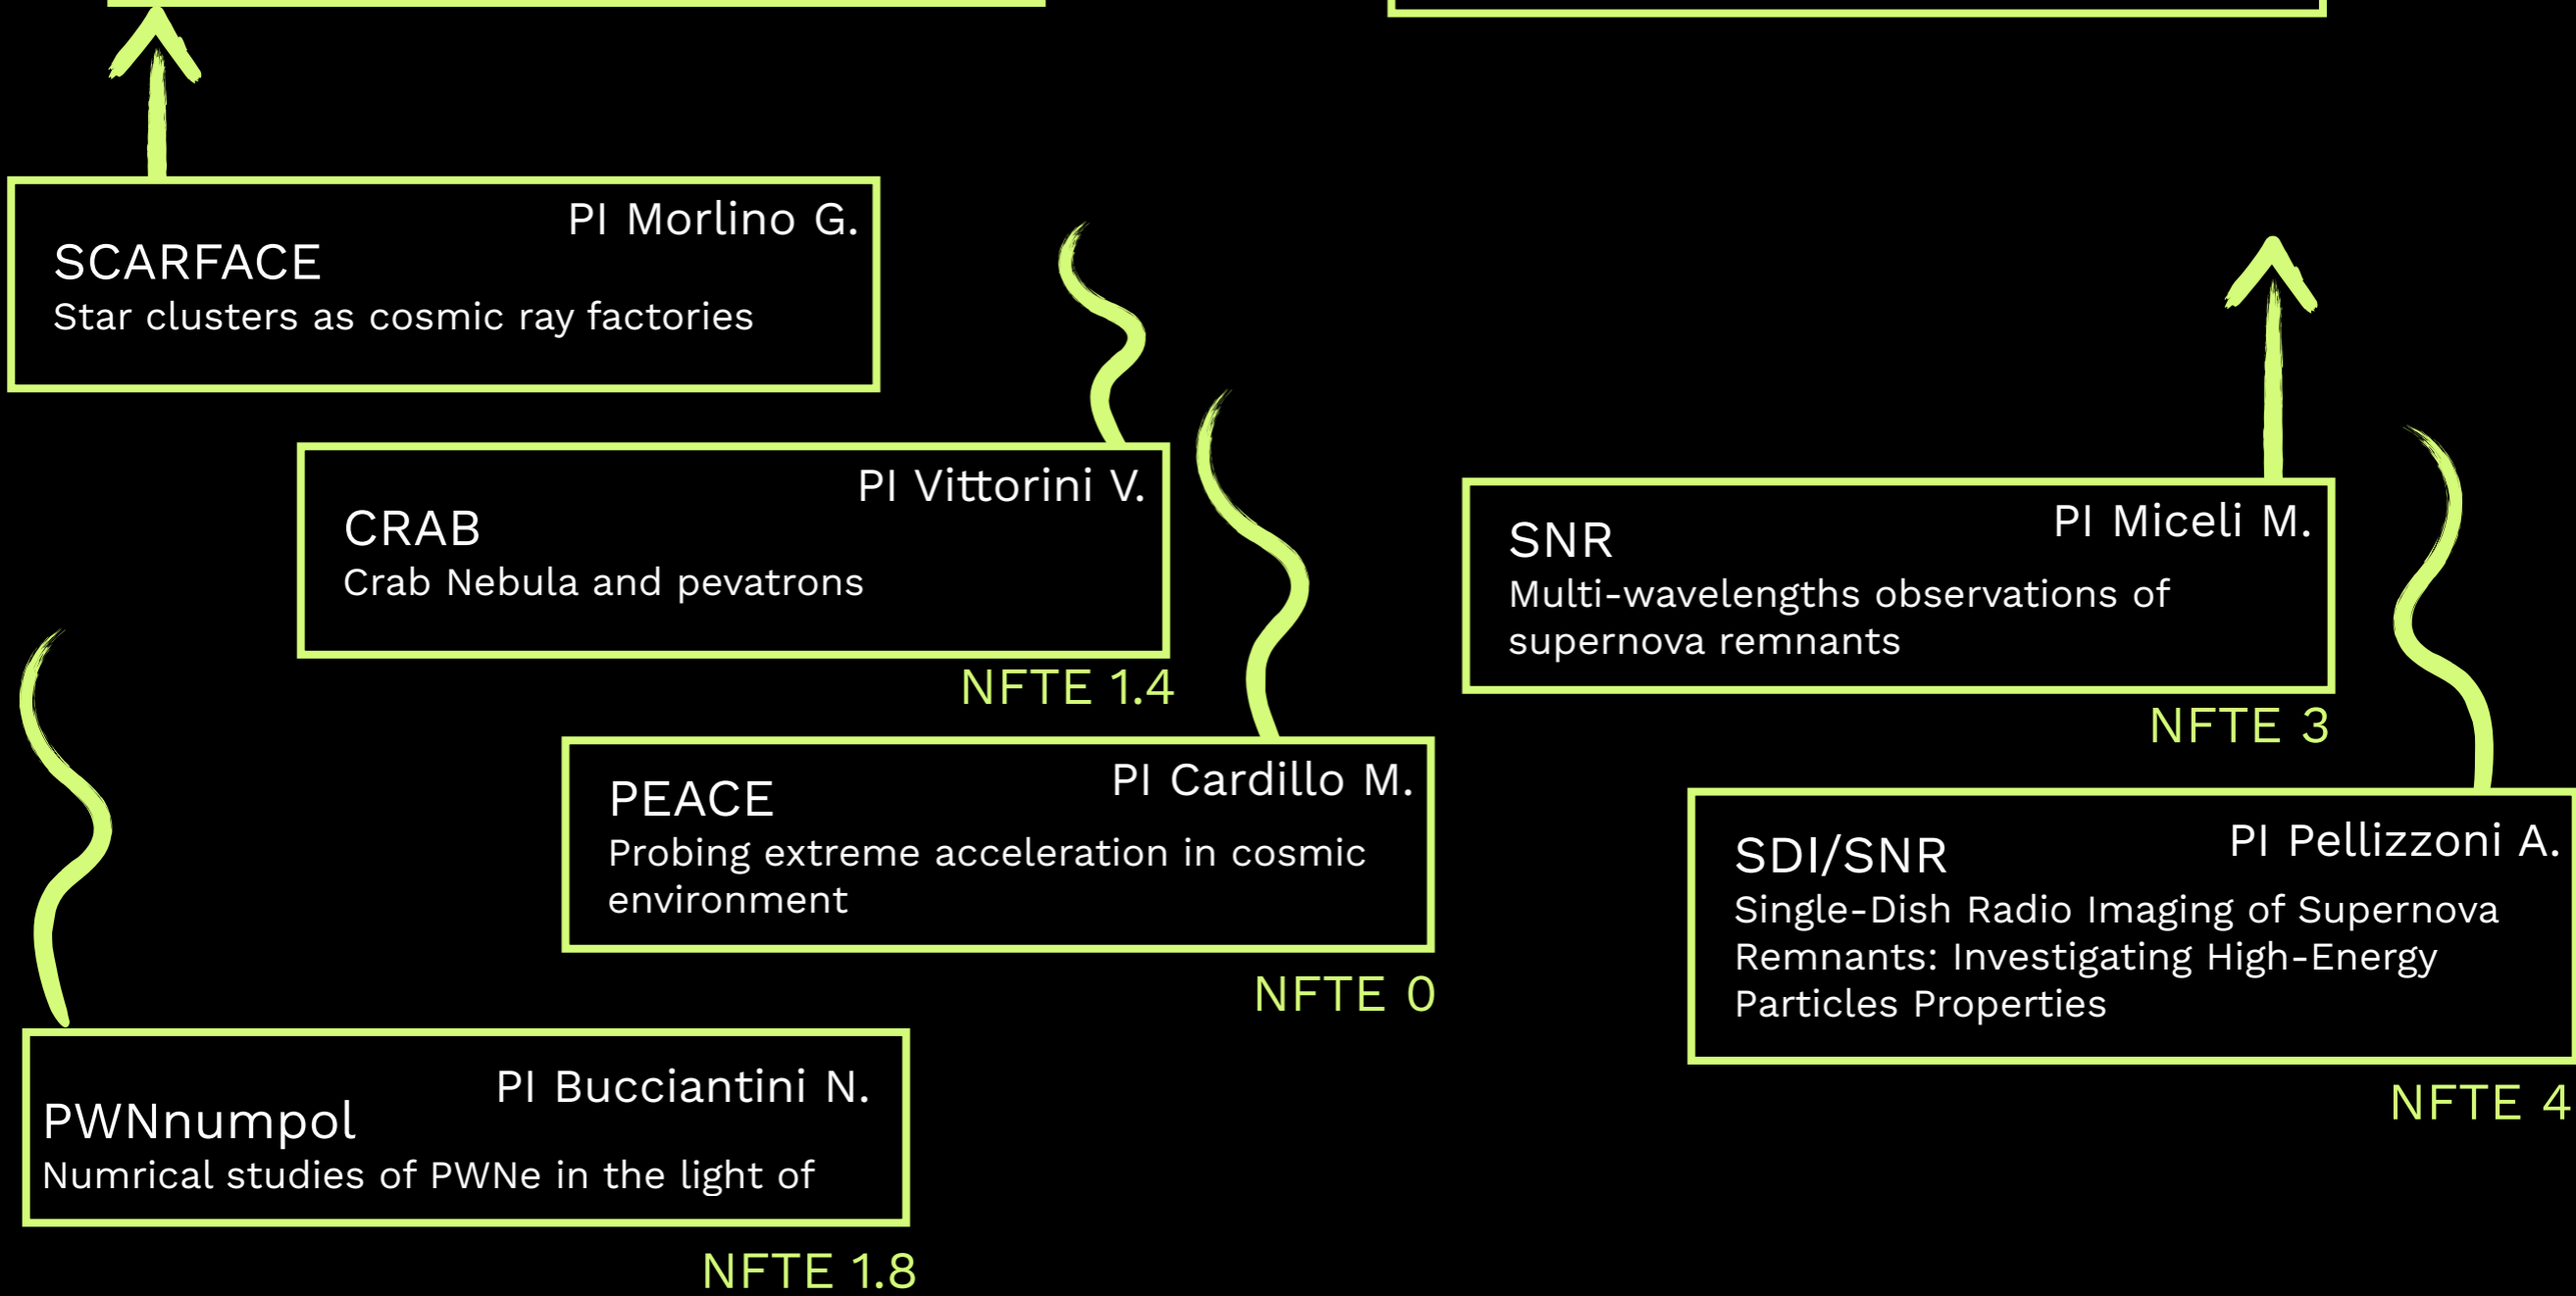 PI Morlino G.
SCARFACE
Star clusters as cosmic ray factories
PI Vittorini V.
CRAB
Crab Nebula and pevatrons
NFTE 1.4
PI Miceli M.
SNR
Multi-wavelengths observations of
supernova remnants
NFTE 3
PI Cardillo M.
PEACE
Probing extreme acceleration in cosmic
environment
NFTE 0
PI Pellizzoni A.
SDI/SNR
Single-Dish Radio Imaging of Supernova
Remnants: Investigating High-Energy
Particles Properties
NFTE 4
PI Bucciantini N.
PWNnumpol
Numrical studies of PWNe in the light of
NFTE 1.8